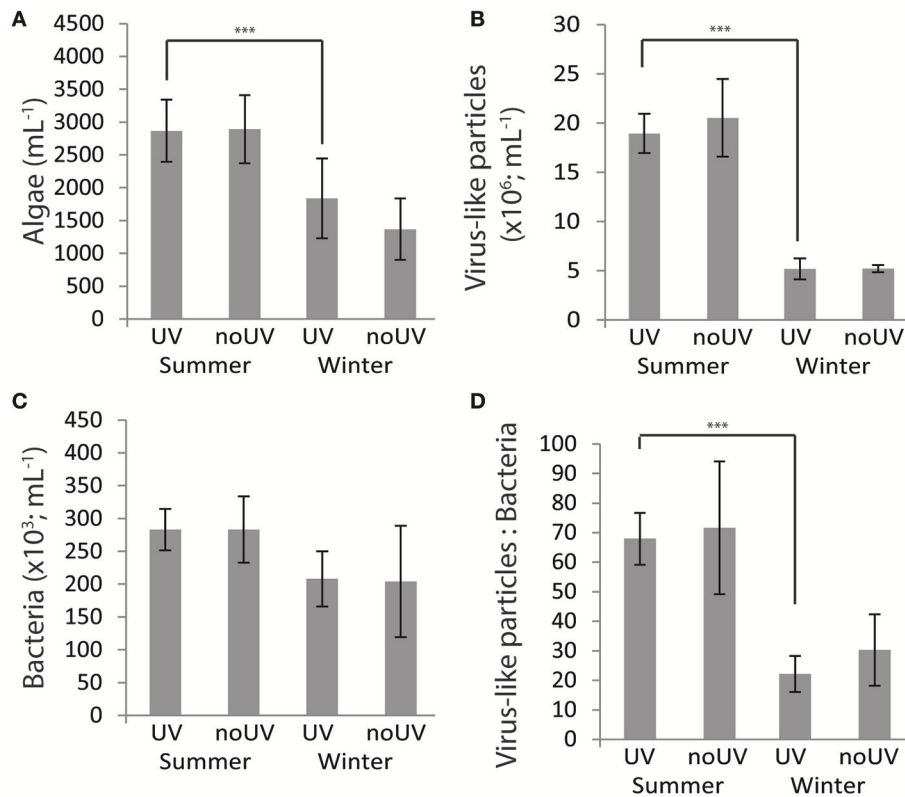 A
Algae (mL⁻¹)
4500
4000
3500
3000
2500
2000
1500
1000
500
0
***
UV noUV UV noUV
Summer Winter
B
Virus-like particles
(x10⁶; mL⁻¹)
30
25
20
15
10
5
0
***
UV noUV UV noUV
Summer Winter
C
Bacteria (x10³; mL⁻¹)
450
400
350
300
250
200
150
100
50
0
UV noUV UV noUV
Summer Winter
D
Virus-like particles : Bacteria
100
90
80
70
60
50
40
30
20
10
0
***
UV noUV UV noUV
Summer Winter